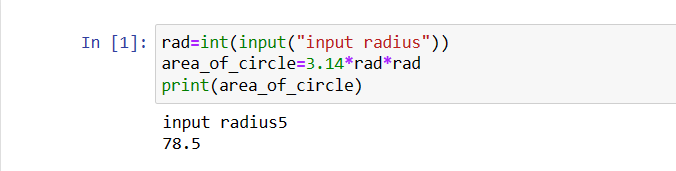 In [1]: rad=int(input("input radius"))
area_of_circle=3.14*rad*rad
print(area_of_circle)
input radius5
78.5